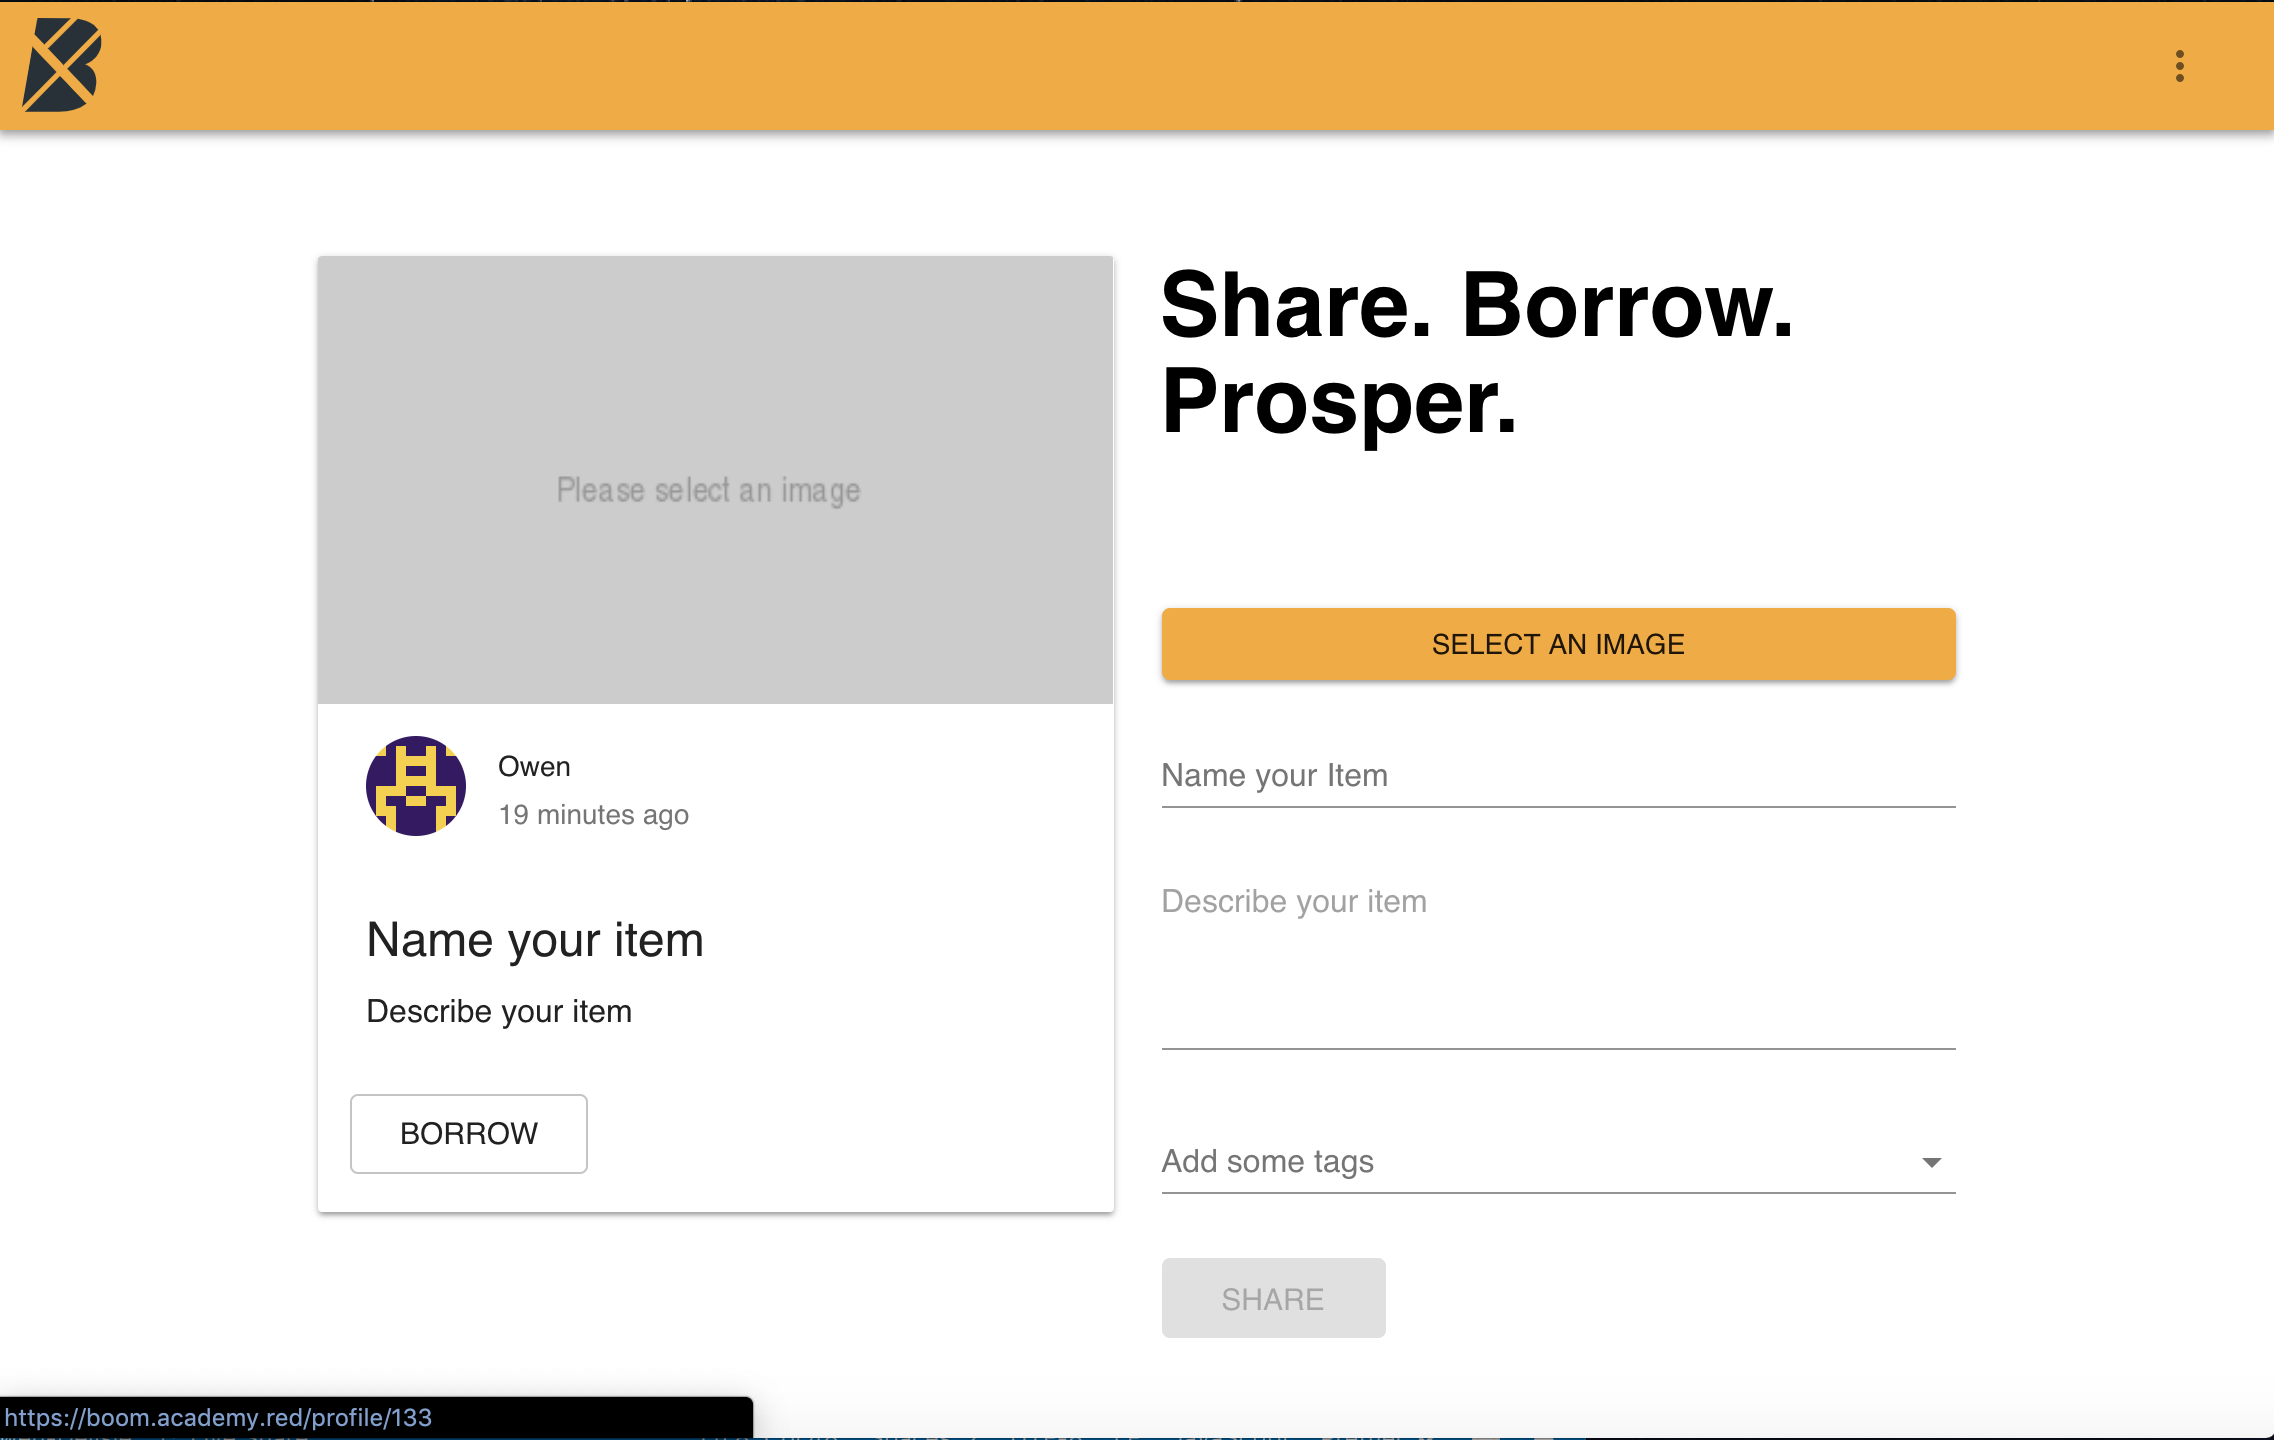 Please select an image
Owen
19 minutes ago
Name your item
Describe your item
BORROW
Share. Borrow.
Prosper.
SELECT AN IMAGE
Name your Item
Describe your item
Add some tags
SHARE
https://boom.academy.red/profile/133